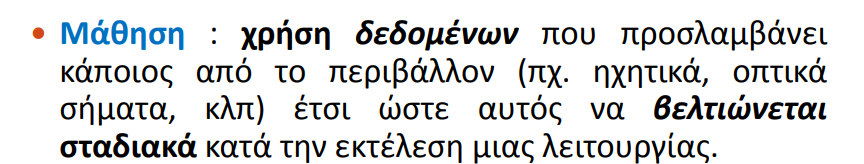 • Μάθηση : χρήση δεδομένων που προσλαμβάνει
κάποιος από το περιβάλλον (πχ. ηχητικά, οπτικά
σήματα, κλπ) έτσι ώστε αυτός να βελτιώνεται
σταδιακά κατά την εκτέλεση μιας λειτουργίας.